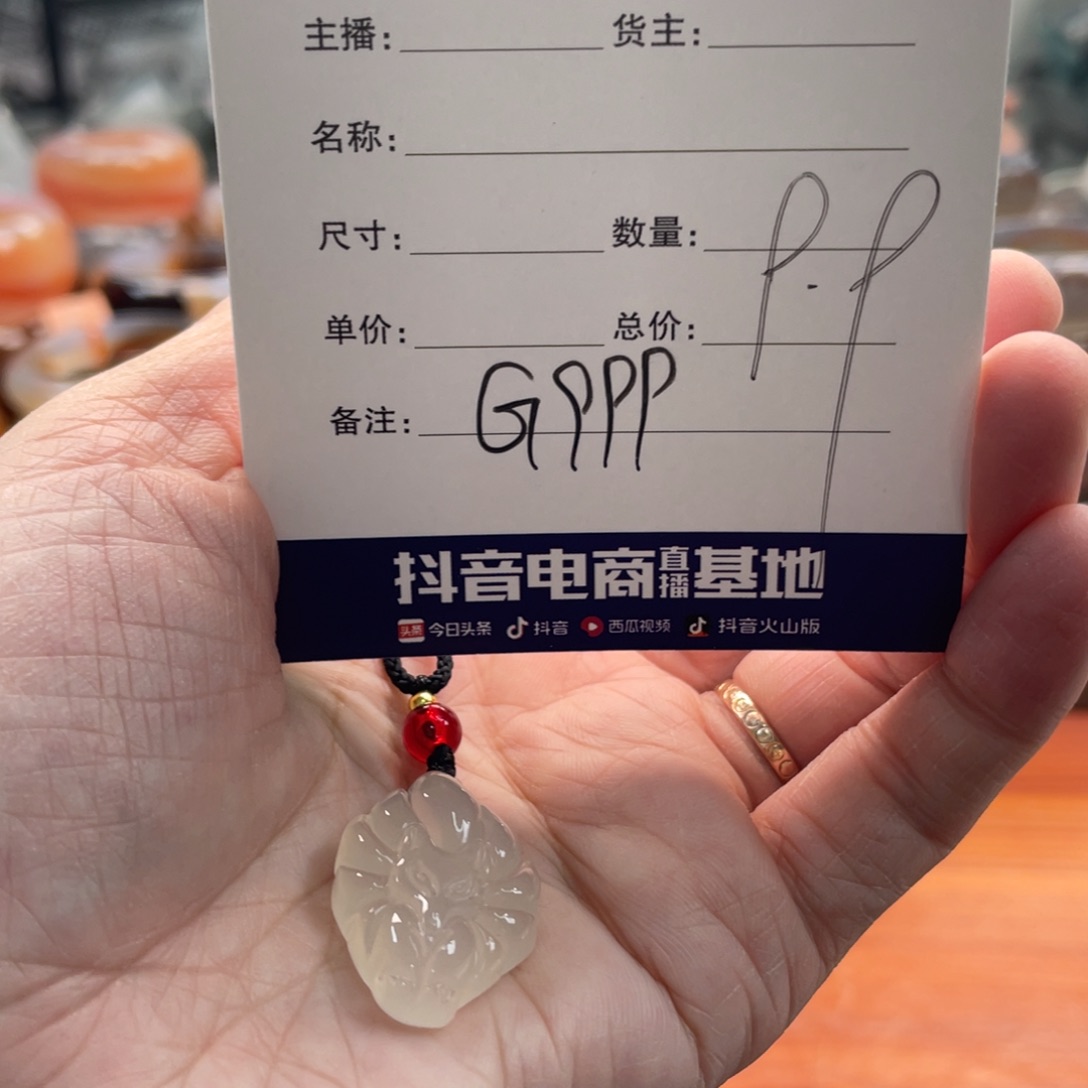 主播: 货主:
名称:
尺寸: 数量:
P.P
单价: 总价:
备注: GPPP
抖音电商直播基地
头条 今日头条 抖音 西瓜视频 抖音火山版